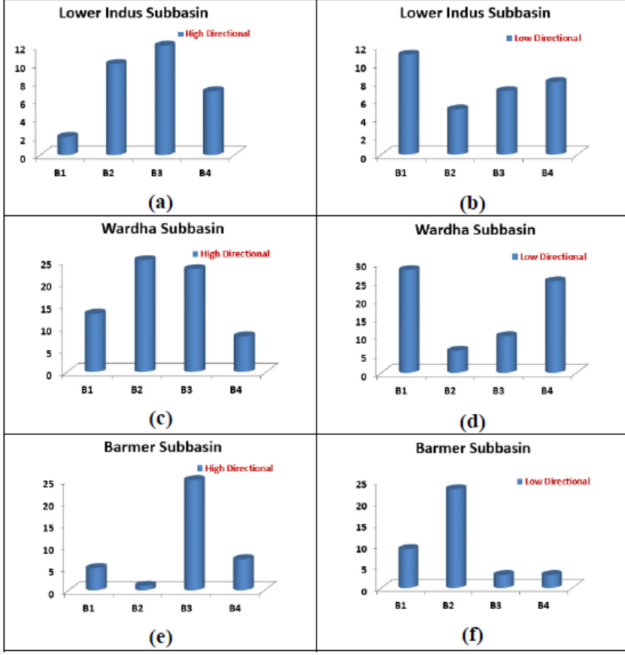 Lower Indus Subbasin
High Directional
12
10
8
6
4
2
0
B1 B2 B3 B4
(a)
Lower Indus Subbasin
Low Directional
12
10
8
6
4
2
0
B1 B2 B3 B4
(b)
Wardha Subbasin
High Directional
25
20
15
10
5
0
B1 B2 B3 B4
(c)
Wardha Subbasin
Low Directional
30
25
20
15
10
5
0
B1 B2 B3 B4
(d)
Barmer Subbasin
High Directional
25
20
15
10
5
0
B1 B2 B3 B4
(e)
Barmer Subbasin
Low Directional
25
20
15
10
5
0
B1 B2 B3 B4
(f)